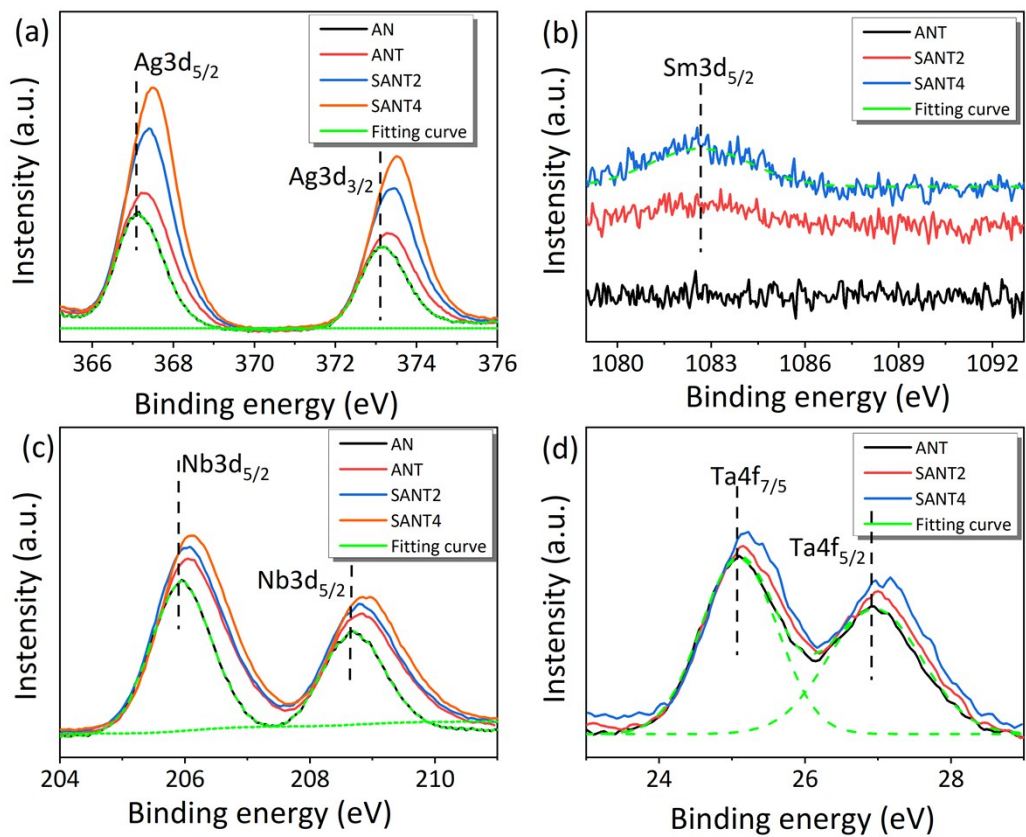 (a)
Ag3d5/2
Ag3d3/2
AN
ANT
SANT2
SANT4
Fitting curve
Instensity (a.u.)
366 368 370 372 374 376
Binding energy (eV)
(b)
Sm3d5/2
ANT
SANT2
SANT4
Fitting curve
Instensity (a.u.)
1080 1083 1086 1089 1092
Binding energy (eV)
(c)
Nb3d5/2
Nb3d5/2
AN
ANT
SANT2
SANT4
Fitting curve
Instensity (a.u.)
204 206 208 210
Binding energy (eV)
(d)
Ta4f7/5
Ta4f5/2
ANT
SANT2
SANT4
Fitting curve
Instensity (a.u.)
24 26 28
Binding energy (eV)